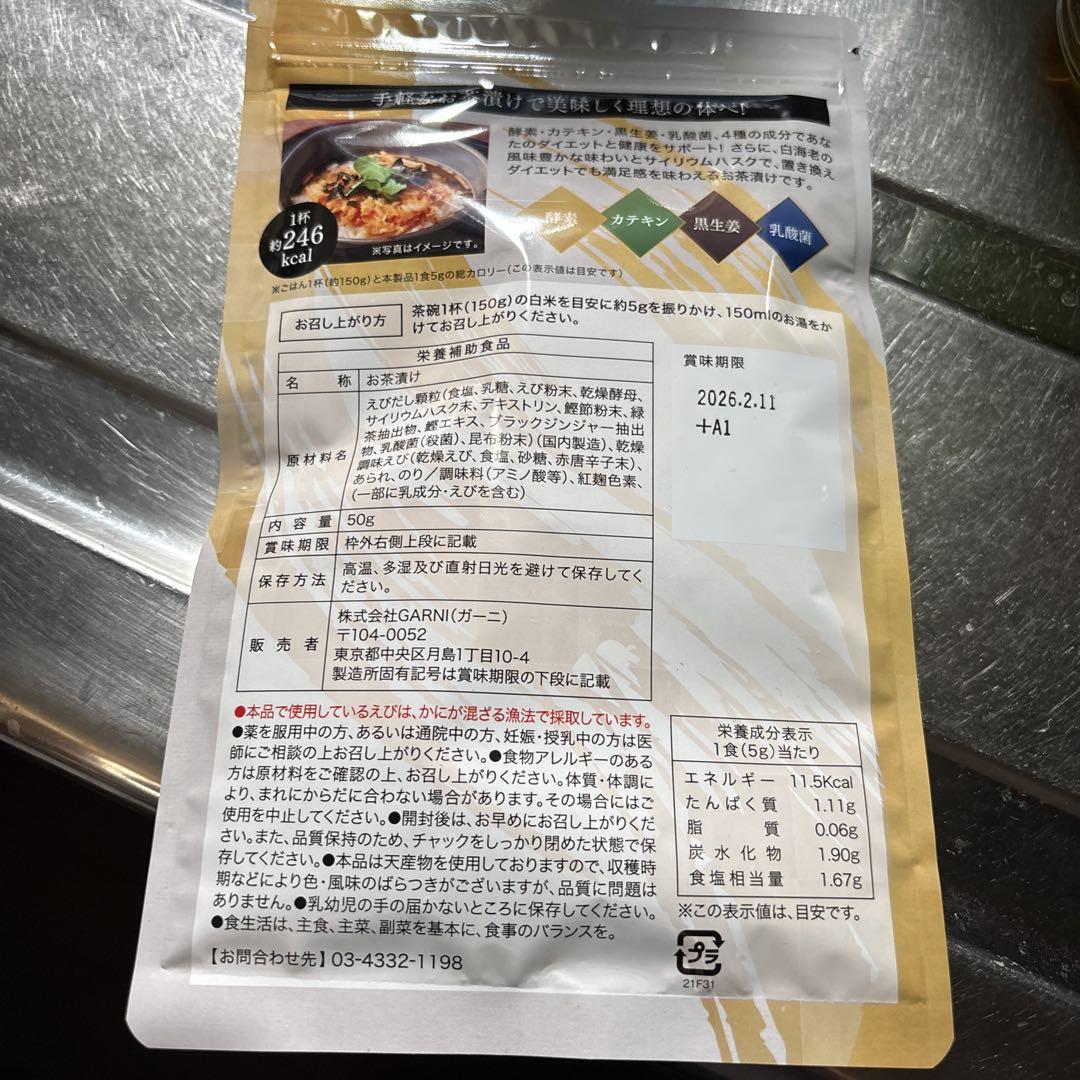 手軽なお茶漬けで美味しく理想の体へ!
酵素・カテキン・黒生姜・乳酸菌、4種の成分であな
たのダイエットと健康をサポート! さらに、白海老の
風味豊かな味わいとサイリウムハスクで、置き換え
ダイエットでも満足感を味わえるお茶漬けです。
酵素
カテキン
黒生姜
乳酸菌
1杯
約246
kcal
※写真はイメージです。
※ごはん1杯(約150g)と本製品1食5gの総カロリー(この表示値は目安です)
お召し上がり方
茶碗1杯(150g)の白米を目安に約5gを振りかけ、150mlのお湯をか
けてお召し上がりください。
栄養補助食品
名称 お茶漬け
原材料名
えびだし顆粒(食塩、乳糖、えび粉末、乾燥酵母、
サイリウムハスク末、デキストリン、鰹節粉末、緑
茶抽出物、鰹エキス、ブラックジンジャー抽出
物、乳酸菌(殺菌)、昆布粉末)(国内製造)、乾燥
調味えび(乾燥えび、食塩、砂糖、赤唐辛子末)、
あられ、のり/調味料(アミノ酸等)、紅麹色素、
(一部に乳成分・えびを含む)
内容量 50g
賞味期限 枠外右側上段に記載
保存方法 高温、多湿及び直射日光を避けて保存してく
ださい。
販売者
株式会社GARNI(ガーニ)
〒104-0052
東京都中央区月島1丁目10-4
製造所固有記号は賞味期限の下段に記載
賞味期限
2026.2.11
+A1
●本品で使用しているえびは、かにが混ざる漁法で採取しています。
●薬を服用中の方、あるいは通院中の方、妊娠・授乳中の方は医
師にご相談の上お召し上がりください。●食物アレルギーのある
方は原材料をご確認の上、お召し上がりください。体質・体調に
より、まれにからだに合わない場合があります。その場合にはご
使用を中止してください。●開封後は、お早めにお召し上がりくだ
さい。また、品質保持のため、チャックをしっかり閉めた状態で保
存してください。●本品は天産物を使用しておりますので、収穫時
期などにより色・風味のばらつきがございますが、品質に問題は
ありません。●乳幼児の手の届かないところに保存してください。
●食生活は、主食、主菜、副菜を基本に、食事のバランスを。
【お問合わせ先】03-4332-1198
栄養成分表示
1食(5g)当たり
エネルギー 11.5Kcal
たんぱく質 1.11g
脂質 0.06g
炭水化物 1.90g
食塩相当量 1.67g
※この表示値は、目安です。
プラ
21F31